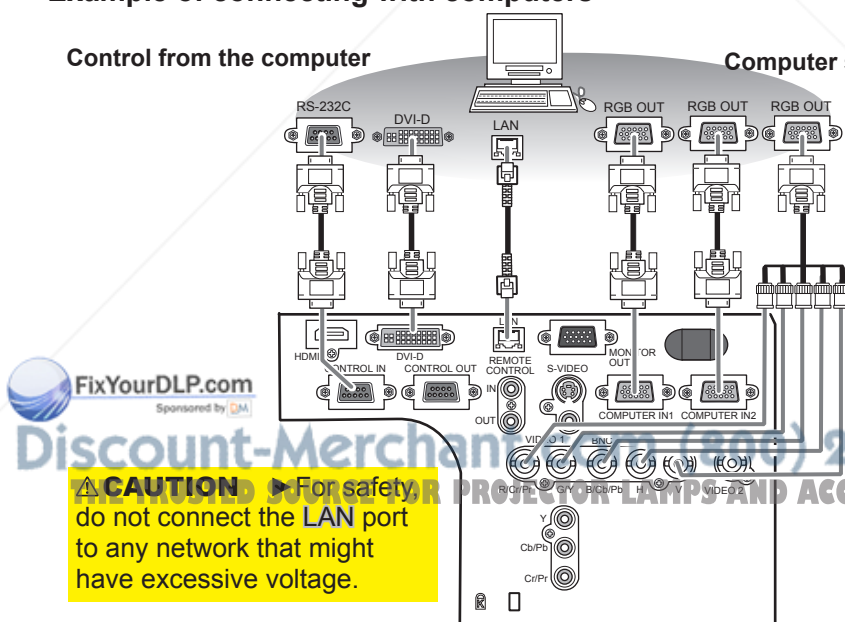 Example of connecting with computers
Control from the computer
Computer
RS-232C
DVI-D
LAN
RGB OUT
RGB OUT
RGB OUT
LAN
HDMI
DVI-D
REMOTE
CONTROL
S-VIDEO
MONITOR
OUT
CONTROL IN
CONTROL OUT
IN
OUT
COMPUTER IN1
COMPUTER IN2
FixYourDLP.com
Sponsored by DM
VIDEO 1
BNC
Discount-Merchant.com (800) 2
THE TRUSTED SOURCE FOR PROJECTOR LAMPS AND ACC
R/Cr/Pr
G/Y
B/Cb/Pb
H
V
VIDEO 2
⚠CAUTION ►For safety,
do not connect the LAN port
to any network that might
have excessive voltage.
Y
Cb/Pb
Cr/Pr
K